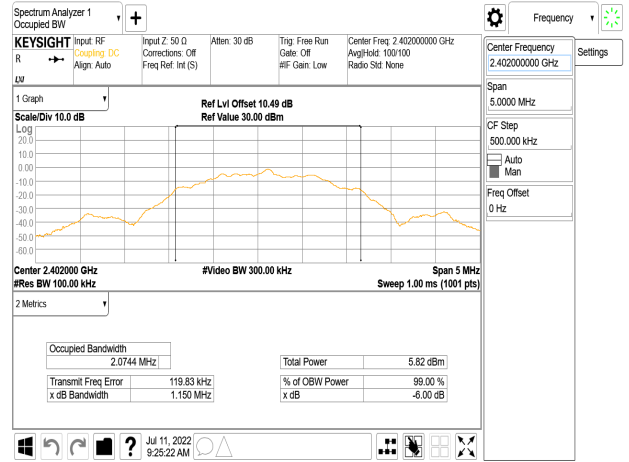 Spectrum Analyzer 1
Occupied BW
Frequency
KEYSIGHT
R
LXI
Input: RF
Coupling: DC
Align: Auto
Input Z: 50 Ω
Corrections: Off
Freq Ref: Int (S)
Atten: 30 dB
Trig: Free Run
Gate: Off
#IF Gain: Low
Center Freq: 2.402000000 GHz
Avg|Hold: 100/100
Radio Std: None
Center Frequency
2.402000000 GHz
Settings
Span
5.0000 MHz
CF Step
500.000 kHz
Auto
Man
Freq Offset
0 Hz
1 Graph
Ref Lvl Offset 10.49 dB
Scale/Div 10.0 dB
Ref Value 30.00 dBm
Log
20.0
10.0
0.00
-10.0
-20.0
-30.0
-40.0
-50.0
-60.0
Center 2.402000 GHz
#Video BW 300.00 kHz
Span 5 MHz
#Res BW 100.00 kHz
Sweep 1.00 ms (1001 pts)
2 Metrics
Occupied Bandwidth
2.0744 MHz
Total Power 5.82 dBm
Transmit Freq Error 119.83 kHz
% of OBW Power 99.00 %
x dB Bandwidth 1.150 MHz
x dB -6.00 dB
?
Jul 11, 2022
9:25:22 AM